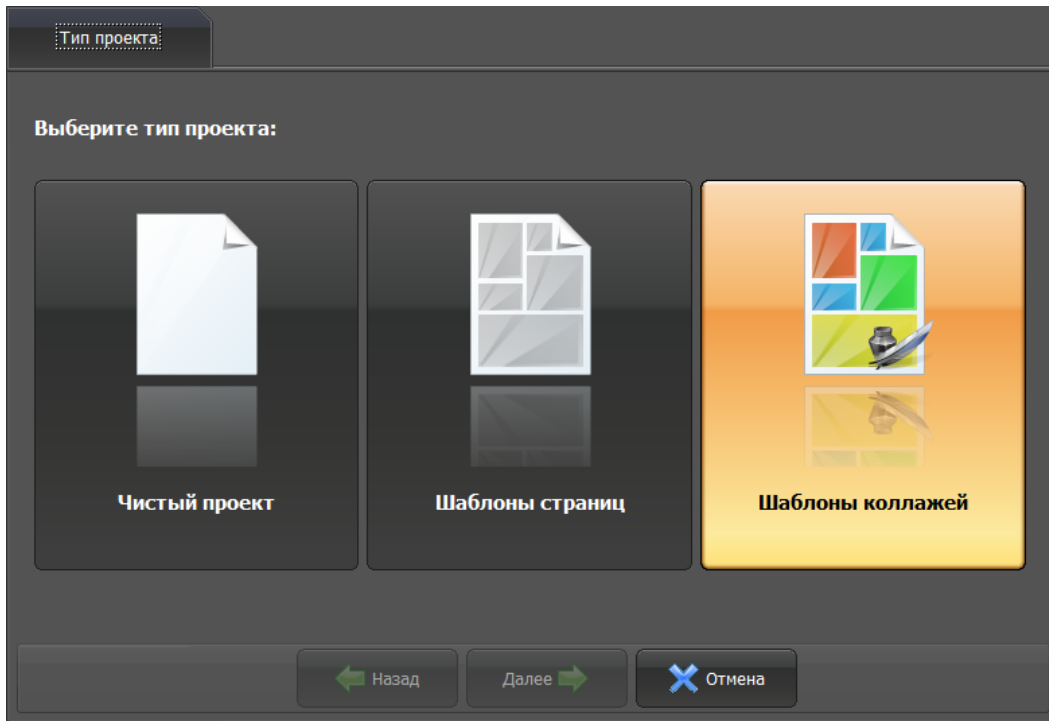 Тип проекта
Выберите тип проекта:
Чистый проект
Шаблоны страниц
Шаблоны коллажей
Назад
Далее
Отмена